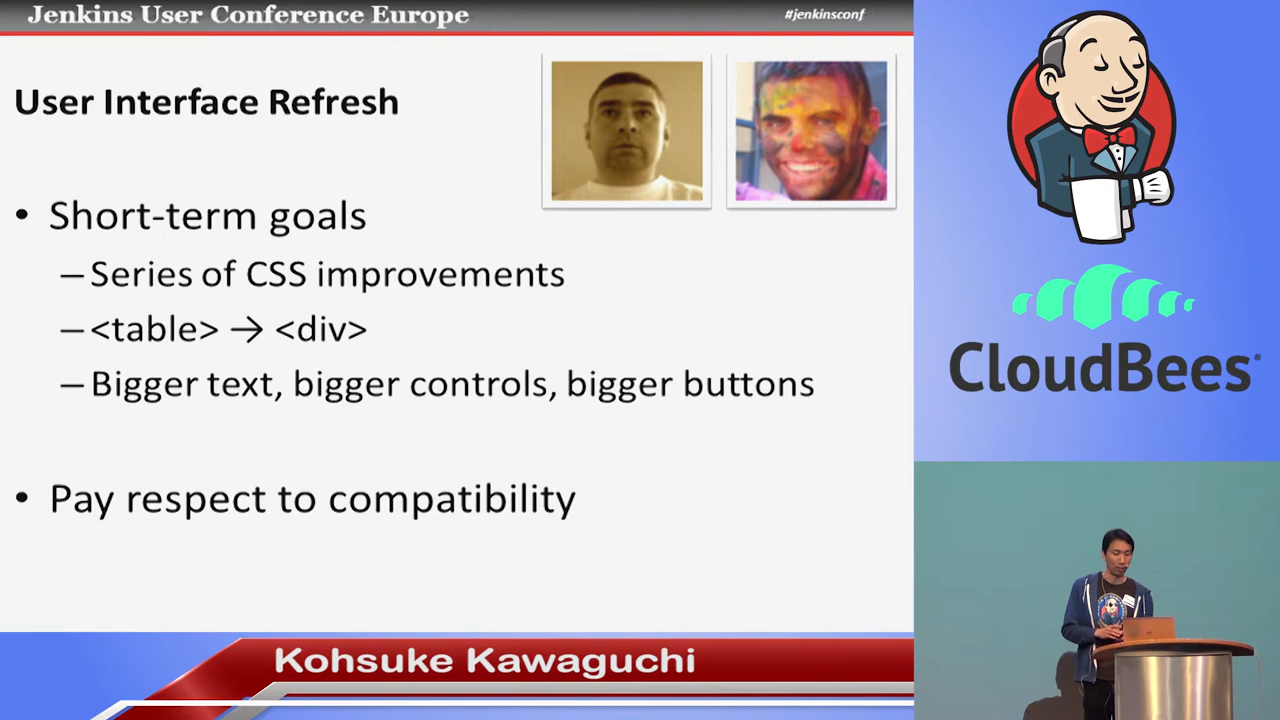 Jenkins User Conference Europe
#jenkinsconf
User Interface Refresh
• Short-term goals
–Series of CSS improvements
–<table> → <div>
–Bigger text, bigger controls, bigger buttons
• Pay respect to compatibility
CloudBees
Kohsuke Kawaguchi